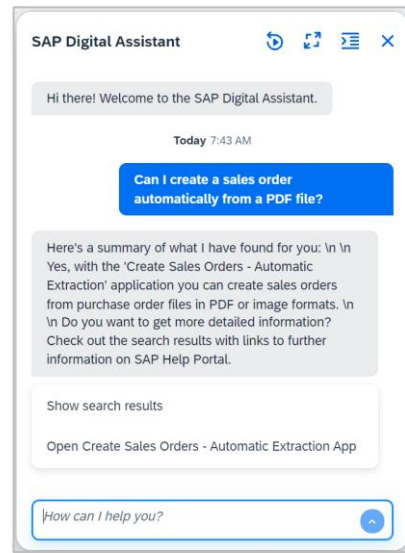 SAP Digital Assistant
Hi there! Welcome to the SAP Digital Assistant.
Today 7:43 AM
Can I create a sales order
automatically from a PDF file?
Here's a summary of what I have found for you: \n \n
Yes, with the 'Create Sales Orders - Automatic
Extraction' application you can create sales orders
from purchase order files in PDF or image formats. \n
\n Do you want to get more detailed information?
Check out the search results with links to further
information on SAP Help Portal.
Show search results
Open Create Sales Orders - Automatic Extraction App
How can I help you?